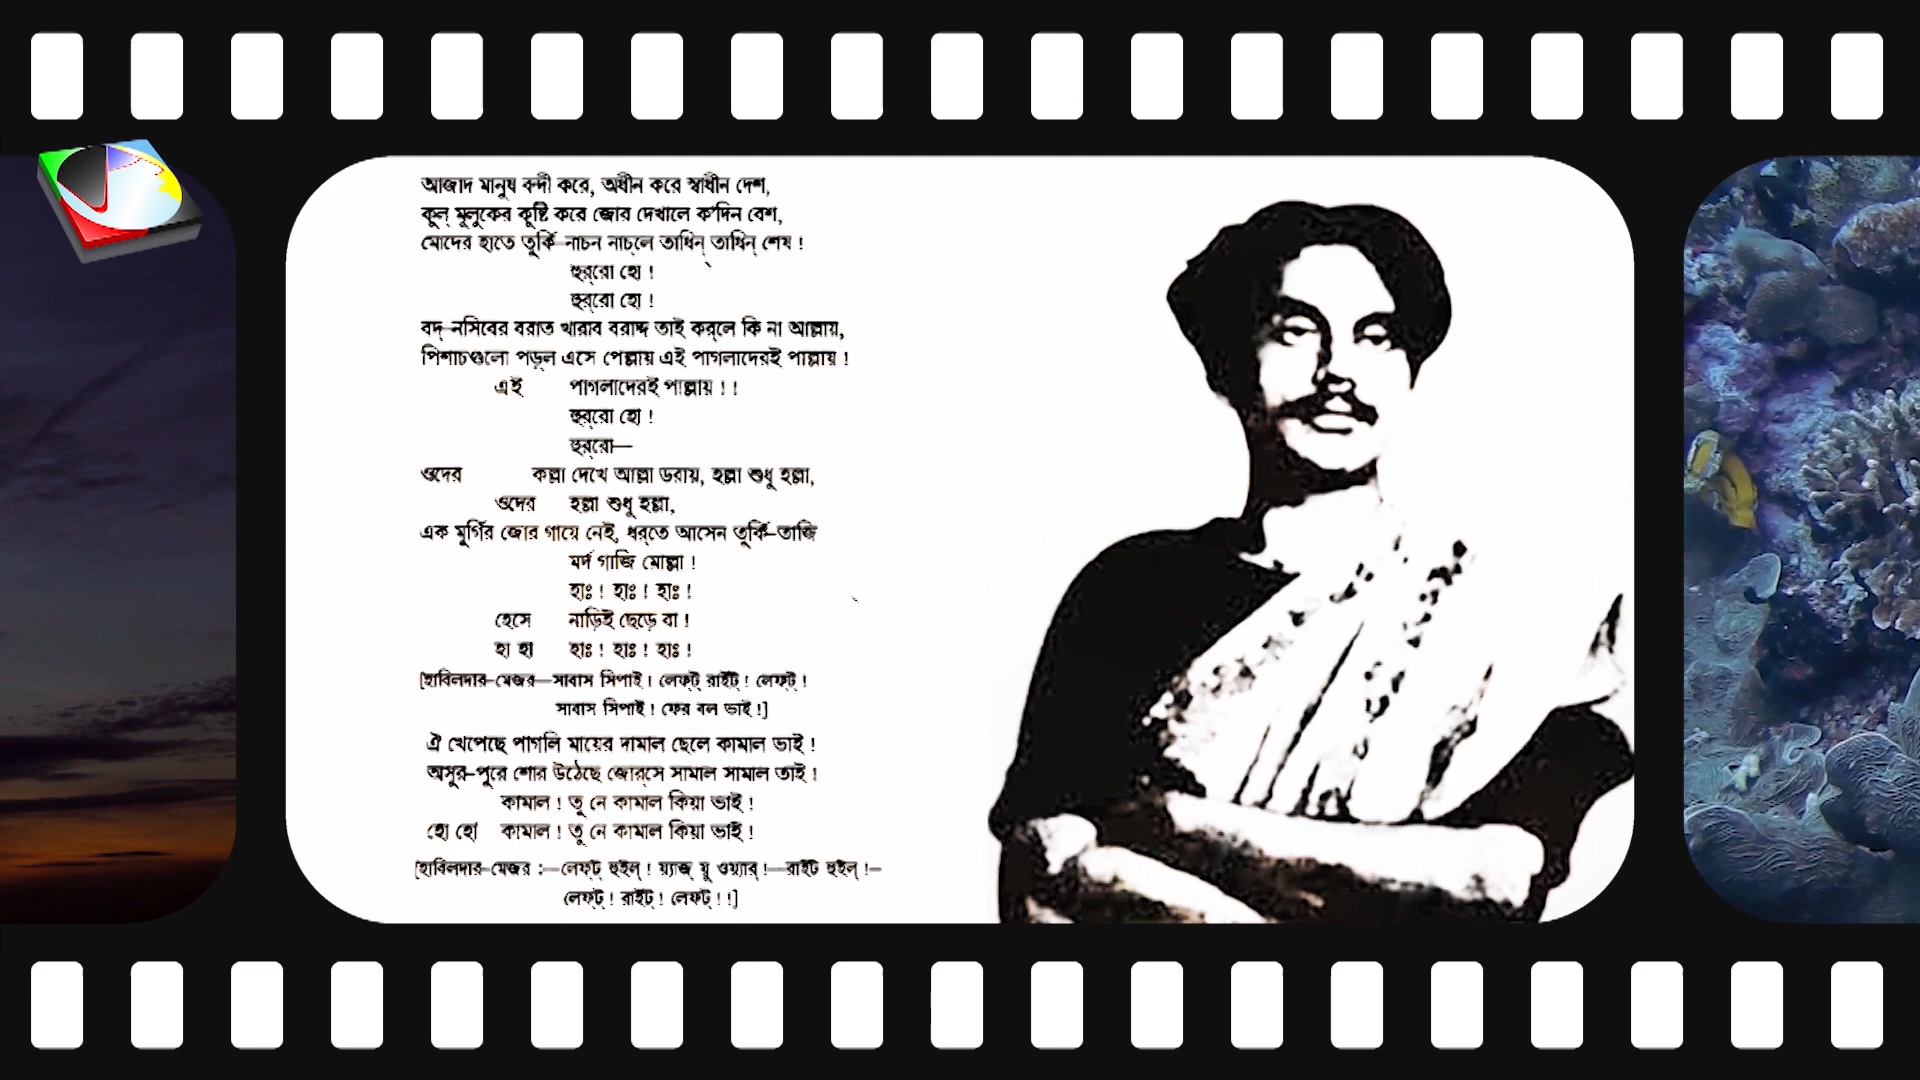 আজাদ মানুষ বন্দী করে, অধীন করে স্বাধীন দেশ,
কুল্ মুলুকের কুষ্টি করে জোর দেখালে ক'দিন বেশ,
মোদের হাতে তুর্কি-নাচন নাচলে তাধিন্ তাধিন্ শেষ !
হুর্‌রো হো !
হুর্‌রো হো !
বদ্-নসিবের বরাত খারাব বরাদ্দ তাই কর্‌লে কি না আল্লায়,
পিশাচগুলো পড়্‌ল এসে পেল্লায় এই পাগলাদেরই পাল্লায় !
এই পাগলাদেরই পাল্লায় ! !
হুর্‌রো হো !
হুর্‌রো—
ওদের কল্লা দেখে আল্লা ডরায়, হল্লা শুধু হল্লা,
ওদের হল্লা শুধু হল্লা,
এক মুর্গির জোর গায়ে নেই, ধর্‌তে আসেন তুর্কি-তাজি
মর্দ গাজি মোল্লা !
হাঃ ! হাঃ ! হাঃ !
হেসে নাড়িই ছেড়ে বা !
হা হা হাঃ ! হাঃ ! হাঃ !
[হাবিলদার-মেজর—সাবাস সিপাই ! লেফ্‌ট্ রাইট্ ! লেফ্‌ট্ !
সাবাস সিপাই ! ফের বল ভাই !]
ঐ খেপেছে পাগলি মায়ের দামাল ছেলে কামাল ভাই !
অসুর-পুরে শোর উঠেছে জোরসে সামাল সামাল তাই !
কামাল ! তু নে কামাল কিয়া ভাই !
হো হো কামাল ! তু নে কামাল কিয়া ভাই !
[হাবিলদার-মেজর :—লেফ্‌ট্ হুইল্ ! য়্যাজ্ য়ু ওয়্যার্ !—রাইট হুইল্ !—
লেফ্‌ট্ ! রাইট্ ! লেফ্‌ট্ ! !]